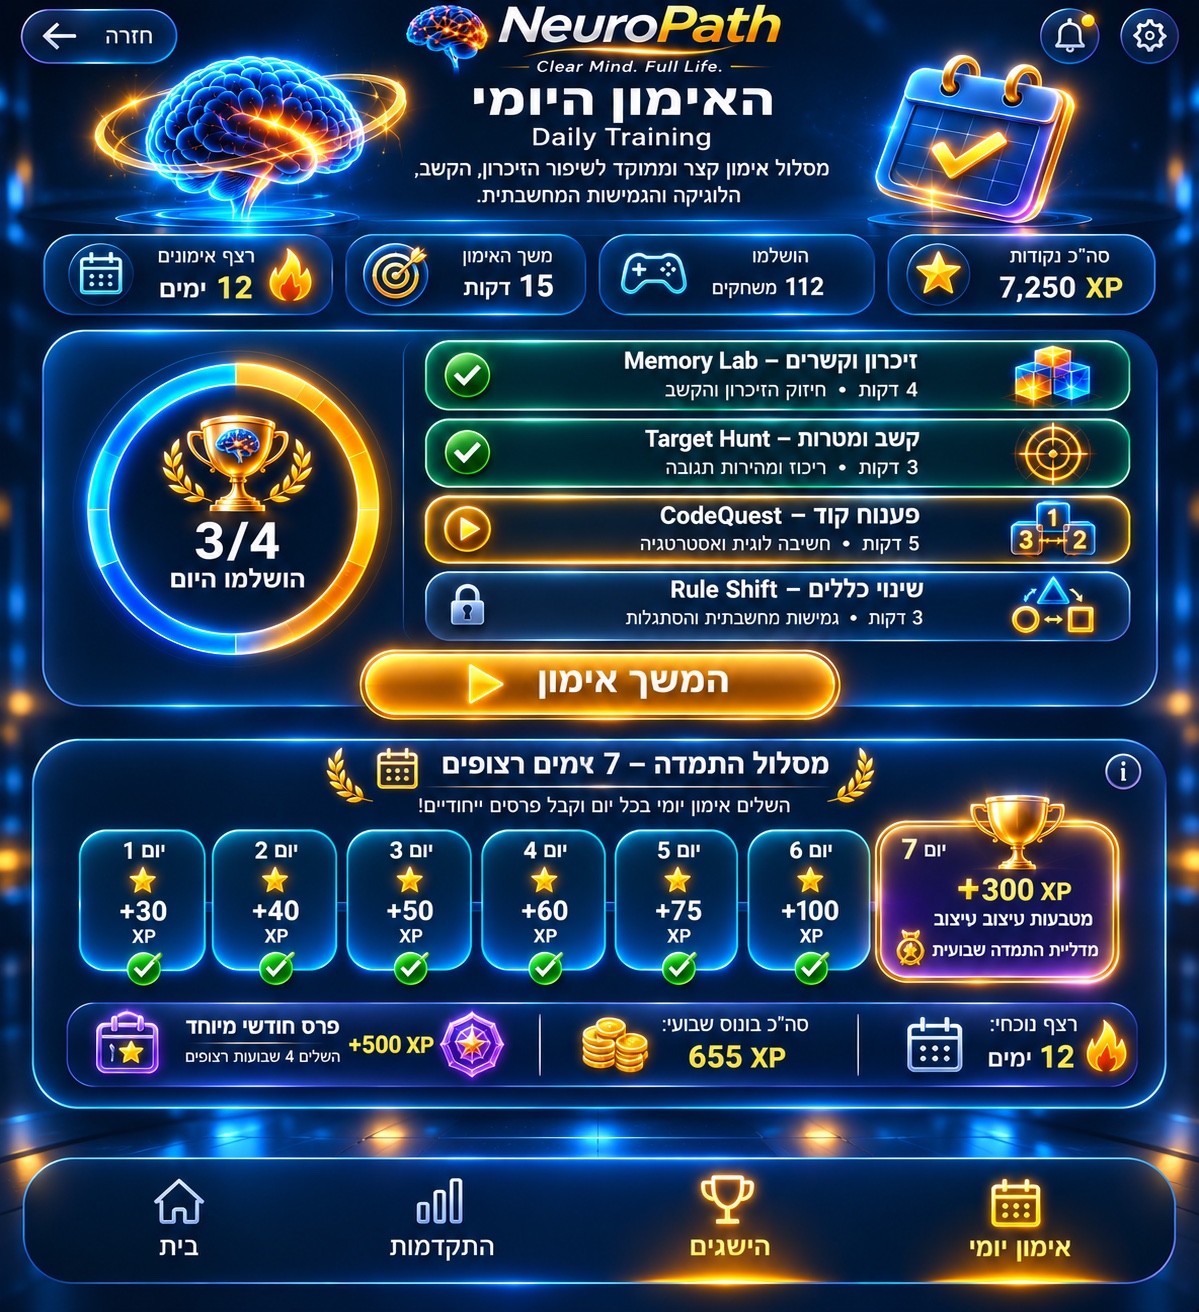 חזרה
NeuroPath
Clear Mind. Full Life.
האימון היומי
Daily Training
מסלול אימון קצר וממוקד לשיפור הזיכרון, הקשב,
הלוגיקה והגמישות המחשבתית.
סה"כ נקודות
7,250 XP
הושלמו
112 משחקים
משך האימון
15 דקות
רצף אימונים
12 ימים
זיכרון וקשרים – Memory Lab
4 דקות • חיזוק הזיכרון והקשב
קשב ומטרות – Target Hunt
3 דקות • ריכוז ומהירות תגובה
פענוח קוד – CodeQuest
5 דקות • חשיבה לוגית ואסטרטגיה
1
3 2
שינוי כללים – Rule Shift
3 דקות • גמישות מחשבתית והסתגלות
3/4
הושלמו היום
המשך אימון
מסלול התמדה – 7 רצופים
השלים אימון יומי בכל יום וקבל פרסים ייחודיים!
i
יום 1
+30
XP
יום 2
+40
XP
יום 3
+50
XP
יום 4
+60
XP
יום 5
+75
XP
יום 6
+100
XP
יום 7
+300 XP
מטבעות עיצוב עיצוב
מדליית התמדה שבועית
רצף נוכחי:
12 ימים
סה"כ בונוס שבועי:
655 XP
+500 XP
פרס חודשי מיוחד
השלים 4 שבועות רצופים
אימון יומי
הישגים
התקדמות
בית